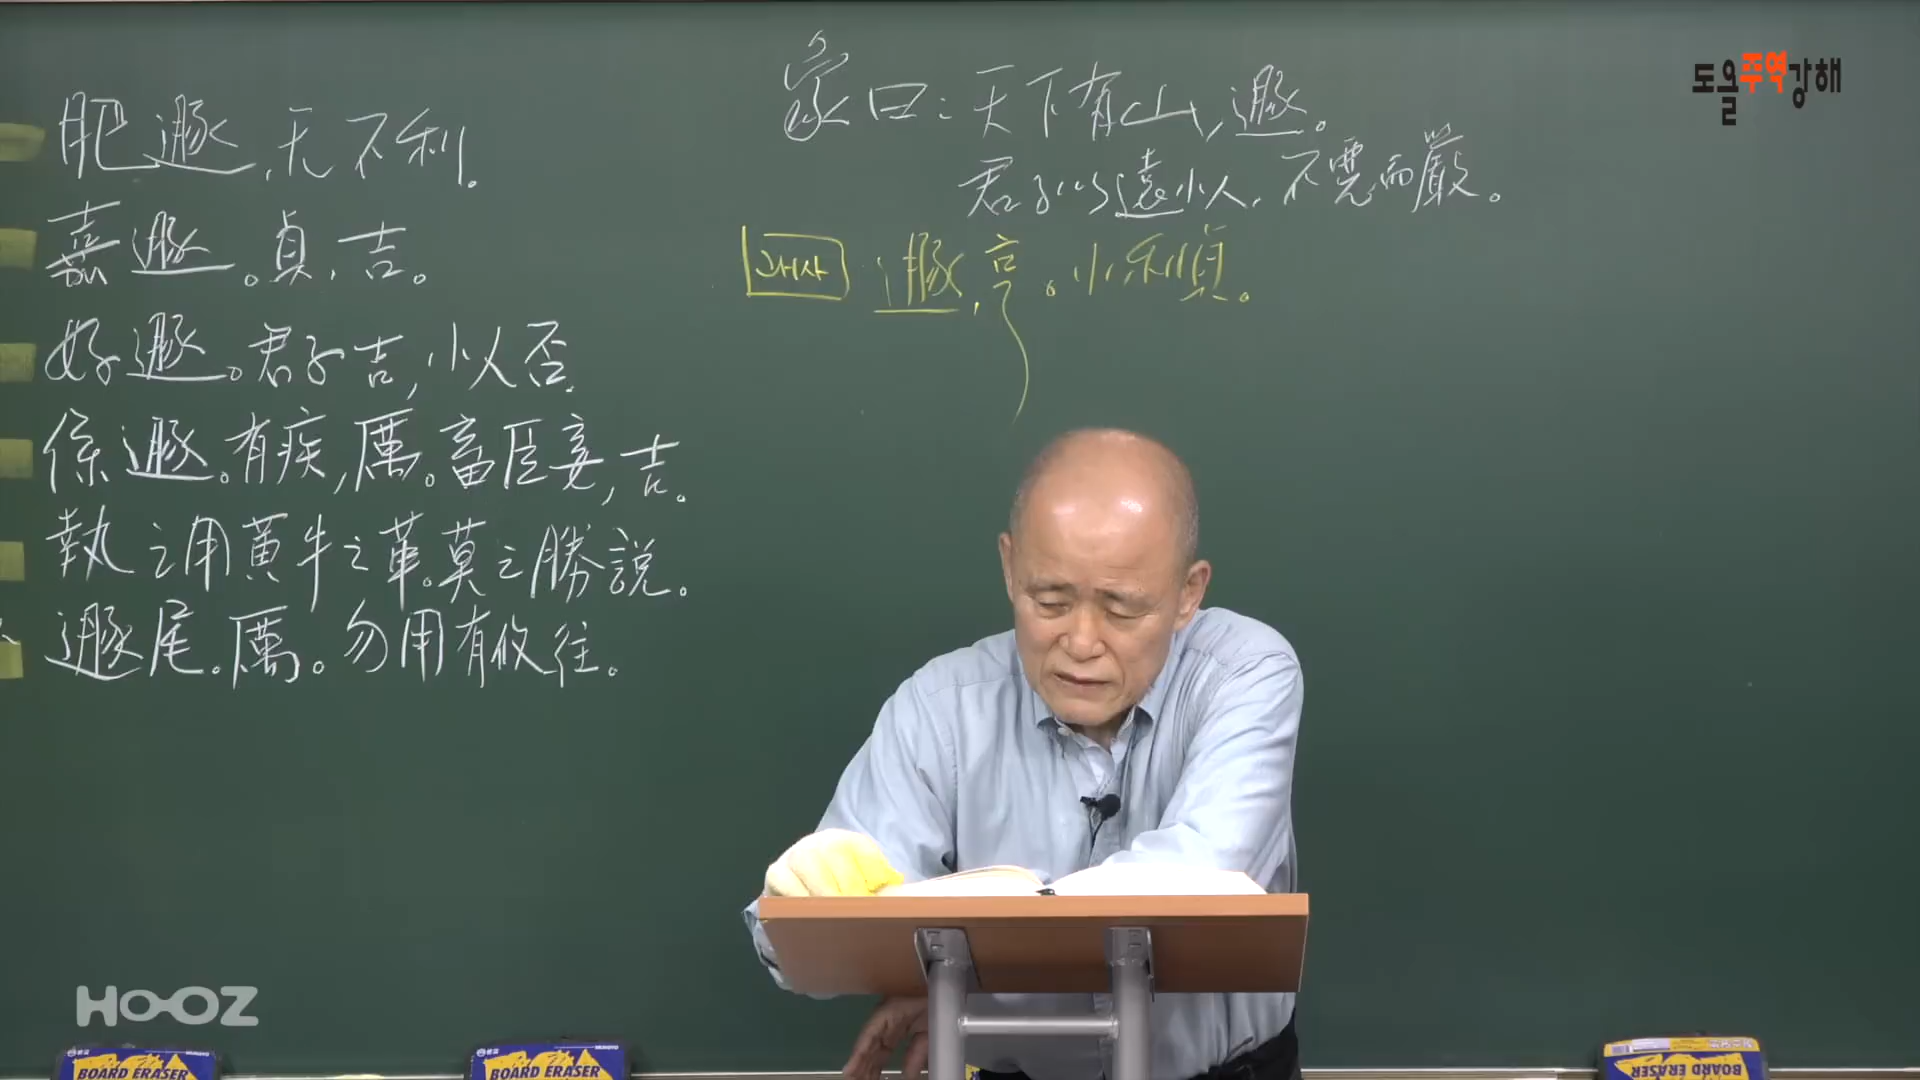 肥遯,无不利。
嘉遯。貞,吉。
好遯。君子吉,小人否。
係遯。有疾,厲。畜臣妾,吉。
執之用黃牛之革。莫之勝說。
遯尾。厲。勿用有攸往。
象曰:天下有山,遯。
君子以遠小人,不惡而嚴。
괘사 遯,亨。小利貞。
도올주역강해
HOOZ
BOARD ERASER
BOARD ERASER
BOARD ERASER